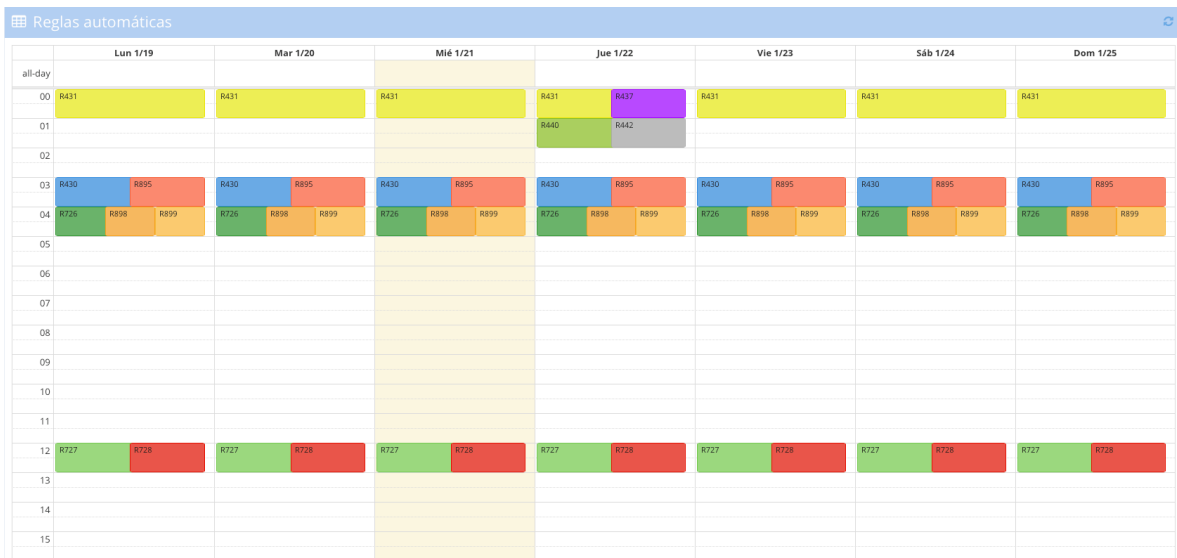 Reglas automáticas
Lun 1/19 Mar 1/20 Mié 1/21 Jue 1/22 Vie 1/23 Sáb 1/24 Dom 1/25
all-day
00 R431 R431 R431 R431 R437 R431 R431 R431
01 R440 R442
02
03 R430 R895 R430 R895 R430 R895 R430 R895 R430 R895 R430 R895 R430 R895
04 R726 R898 R899 R726 R898 R899 R726 R898 R899 R726 R898 R899 R726 R898 R899 R726 R898 R899 R726 R898 R899
05
06
07
08
09
10
11
12 R727 R728 R727 R728 R727 R728 R727 R728 R727 R728 R727 R728 R727 R728
13
14
15